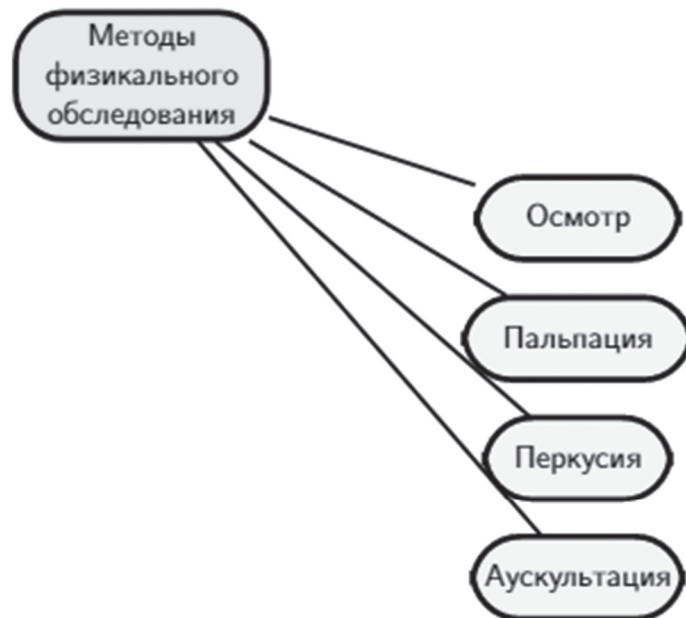 Методы
физикального
обследования
Осмотр
Пальпация
Перкусия
Аускультация